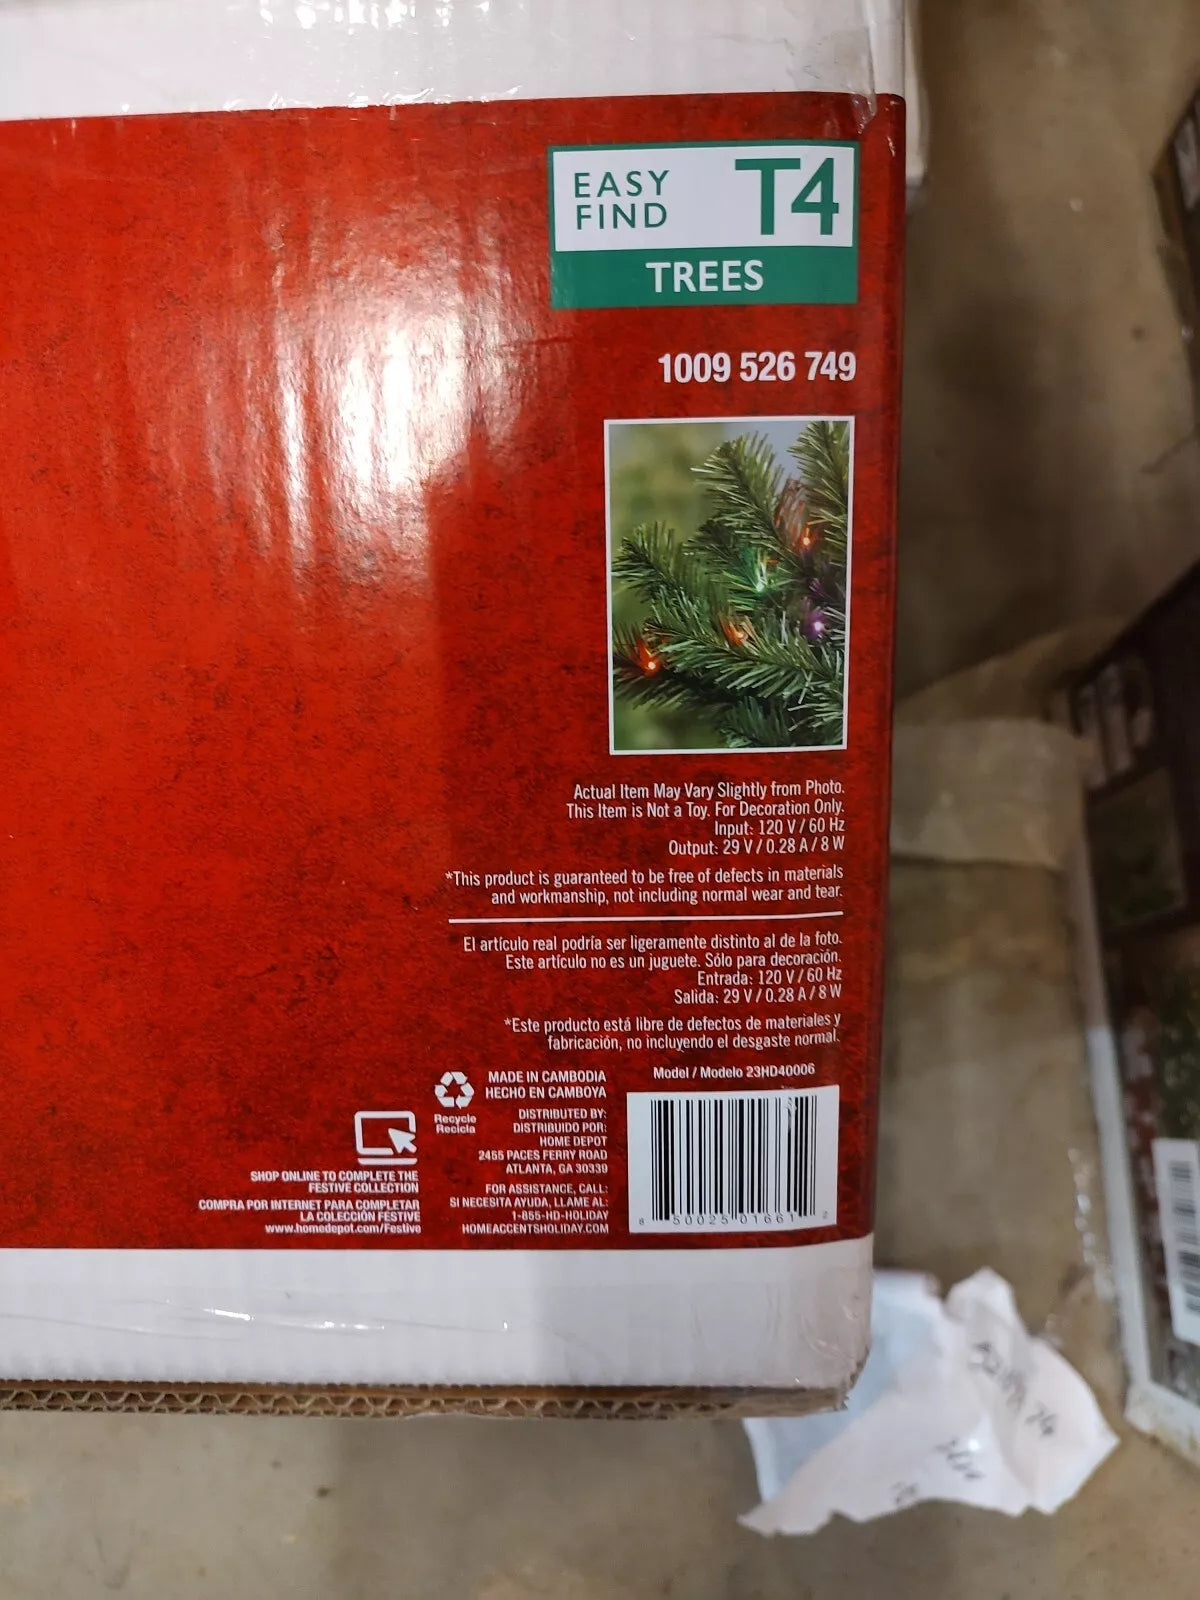 EASY
FIND
T4
TREES
1009 526 749
Actual Item May Vary Slightly from Photo.
This Item is Not a Toy. For Decoration Only.
Input: 120 V / 60 Hz
Output: 29 V / 0.28 A / 8 W
*This product is guaranteed to be free of defects in materials
and workmanship, not including normal wear and tear.
El artículo real podría ser ligeramente distinto al de la foto.
Este artículo no es un juguete. Sólo para decoración.
Entrada: 120 V / 60 Hz
Salida: 29 V / 0.28 A / 8 W
*Este producto está libre de defectos de materiales y
fabricación, no incluyendo el desgaste normal.
Model / Modelo 23HD40006
8 50025 01661 2
Recycle
Recicla
MADE IN CAMBODIA
HECHO EN CAMBOYA
DISTRIBUTED BY:
DISTRIBUIDO POR:
HOME DEPOT
2455 PACES FERRY ROAD
ATLANTA, GA 30339
FOR ASSISTANCE, CALL:
SI NECESITA AYUDA, LLAME AL:
1-855-HD-HOLIDAY
HOMEACCENTSHOLIDAY.COM
SHOP ONLINE TO COMPLETE THE
FESTIVE COLLECTION
COMPRA POR INTERNET PARA COMPLETAR
LA COLECCIÓN FESTIVE
www.homedepot.com/Festive